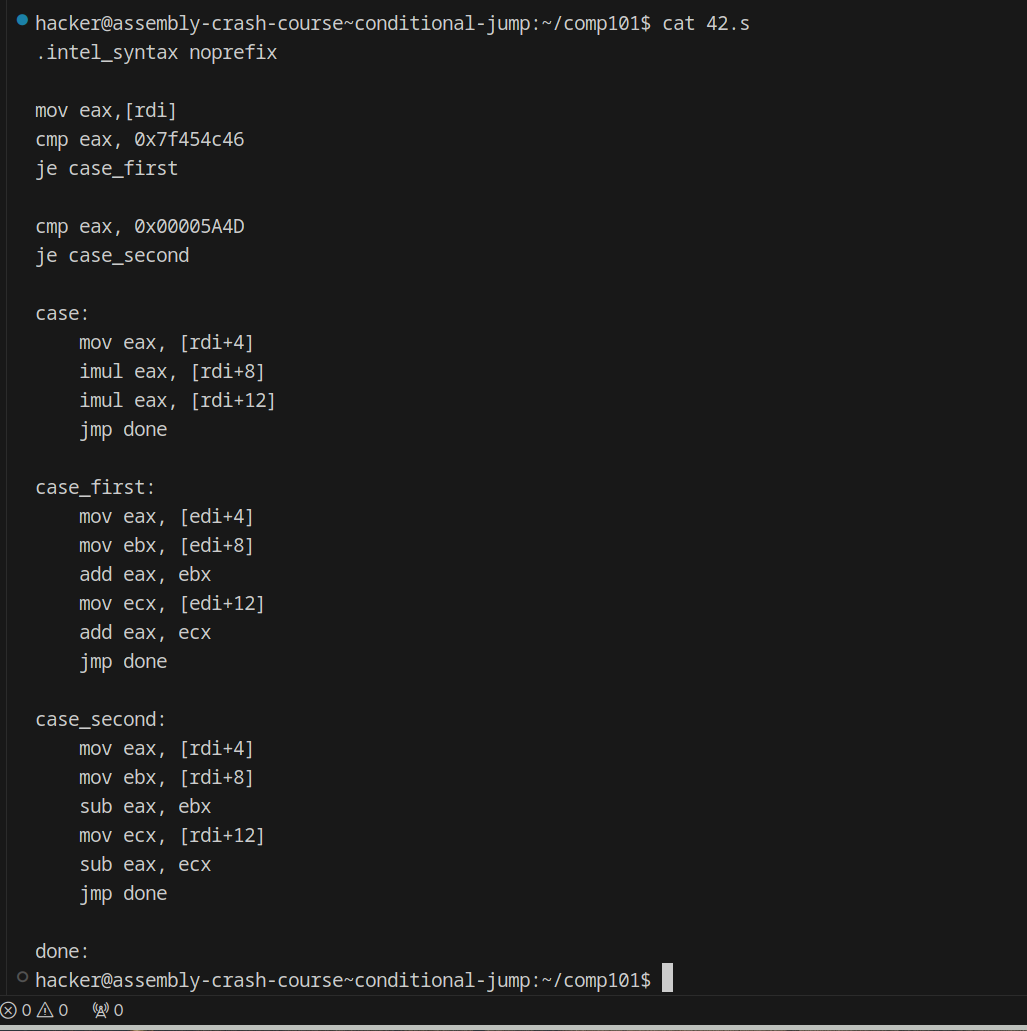 hacker@assembly-crash-course~conditional-jump:~/comp101$ cat 42.s
.intel_syntax noprefix
mov eax,[rdi]
cmp eax, 0x7f454c46
je case_first
cmp eax, 0x00005A4D
je case_second
case:
mov eax, [rdi+4]
imul eax, [rdi+8]
imul eax, [rdi+12]
jmp done
case_first:
mov eax, [edi+4]
mov ebx, [edi+8]
add eax, ebx
mov ecx, [edi+12]
add eax, ecx
jmp done
case_second:
mov eax, [rdi+4]
mov ebx, [rdi+8]
sub eax, ebx
mov ecx, [rdi+12]
sub eax, ecx
jmp done
done:
hacker@assembly-crash-course~conditional-jump:~/comp101$
0 0 0